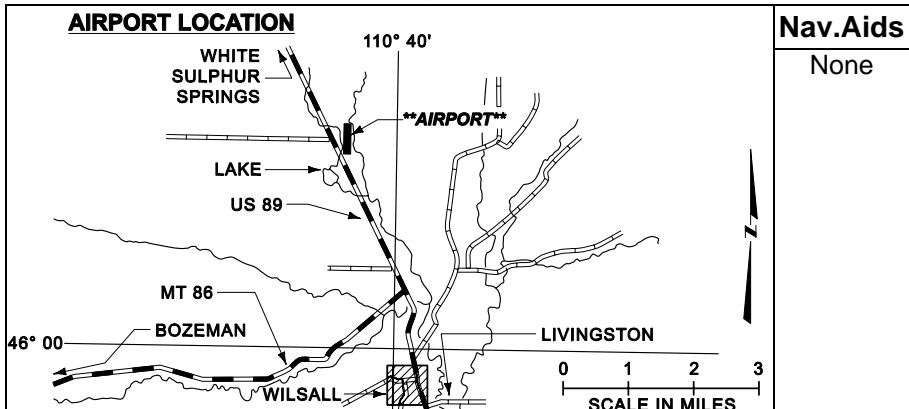 AIRPORT LOCATION
110° 40'
Nav.Aids
None
WHITE
SULPHUR
SPRINGS
**AIRPORT**
LAKE
US 89
N
MT 86
BOZEMAN
LIVINGSTON
46° 00
WILSALL
0 1 2 3
SCALE IN MILES